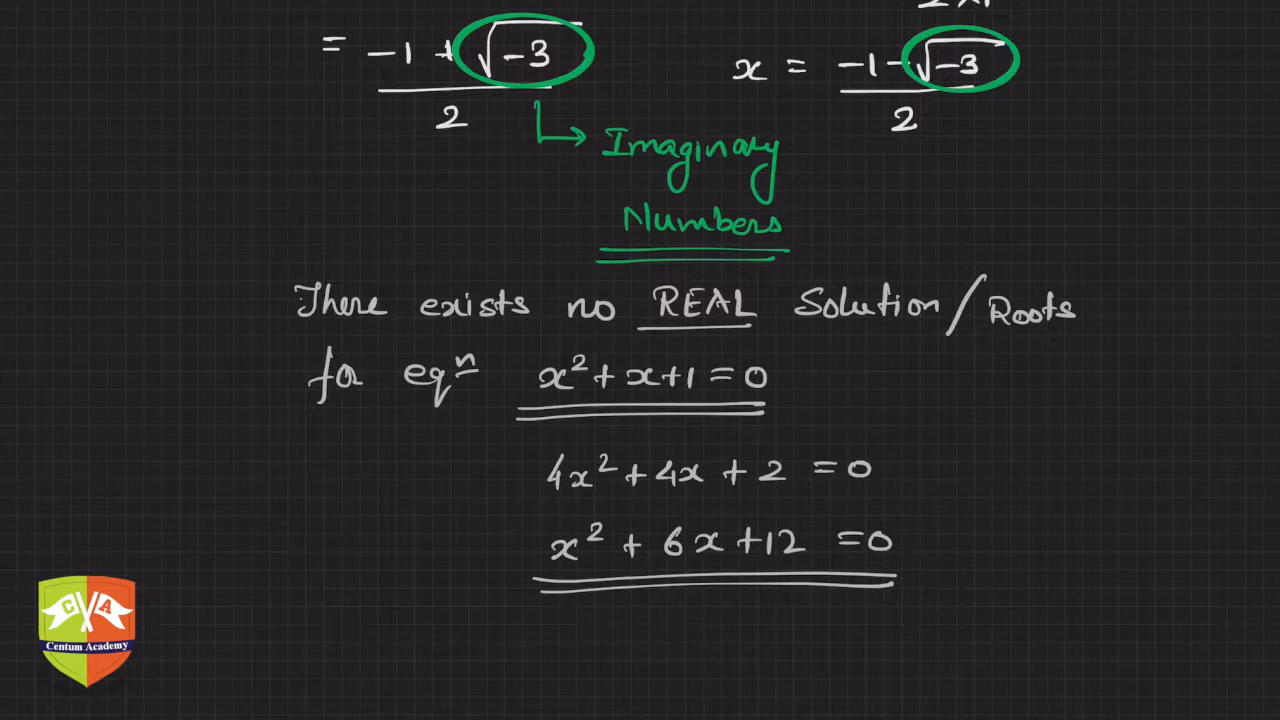 = -1 + √-3 / 2
x = -1 - √-3 / 2
Imaginary
Numbers
There exists no REAL Solution/Roots
for eqⁿ x² + x + 1 = 0
4x² + 4x + 2 = 0
x² + 6x + 12 = 0
C A
Centum Academy